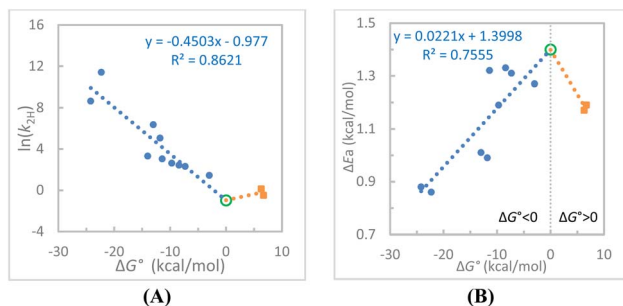 y = -0.4503x - 0.977
R² = 0.8621
16
12
8
4
0
-4
ln(k2H)
-30
-20
-10
0
10
ΔG° (kcal/mol)
(A)
y = 0.0221x + 1.3998
R² = 0.7555
1.5
1.3
1.1
0.9
0.7
ΔEa (kcal/mol)
ΔG°<0
ΔG°>0
-30
-20
-10
0
10
ΔG° (kcal/mol)
(B)